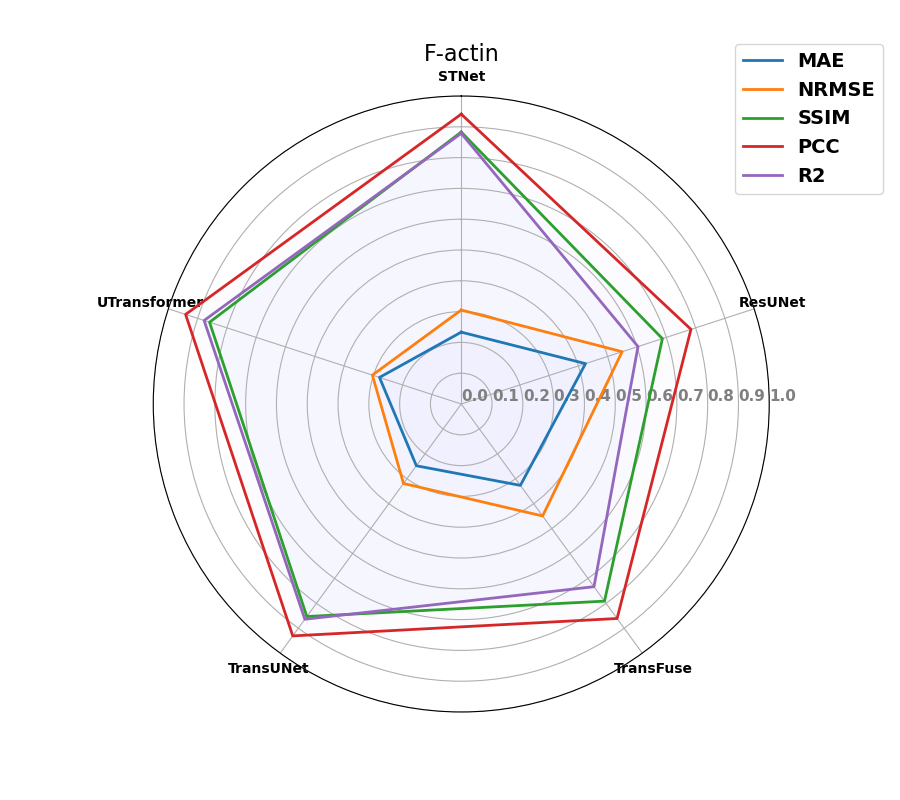 F-actin
STNet
MAE
NRMSE
SSIM
PCC
R2
UTransformer
ResUNet
0.0 0.1 0.2 0.3 0.4 0.5 0.6 0.7 0.8 0.9 1.0
TransUNet
TransFuse